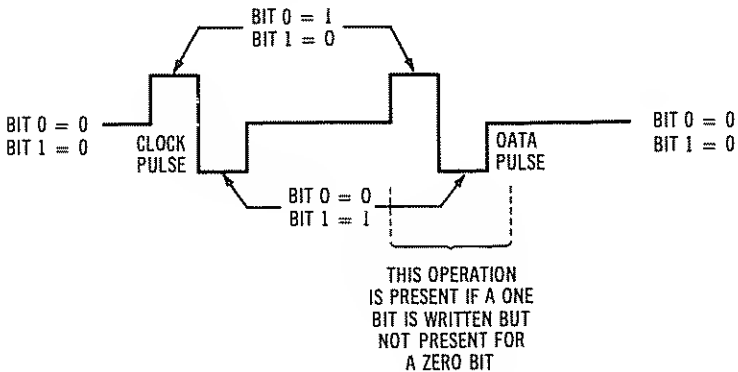 BIT 0 = 1
BIT 1 = 0
BIT 0 = 0
BIT 1 = 0
CLOCK
PULSE
OATA
PULSE
BIT 0 = 0
BIT 1 = 0
BIT 0 = 0
BIT 1 = 1
THIS OPERATION
IS PRESENT IF A ONE
BIT IS WRITTEN BUT
NOT PRESENT FOR
A ZERO BIT